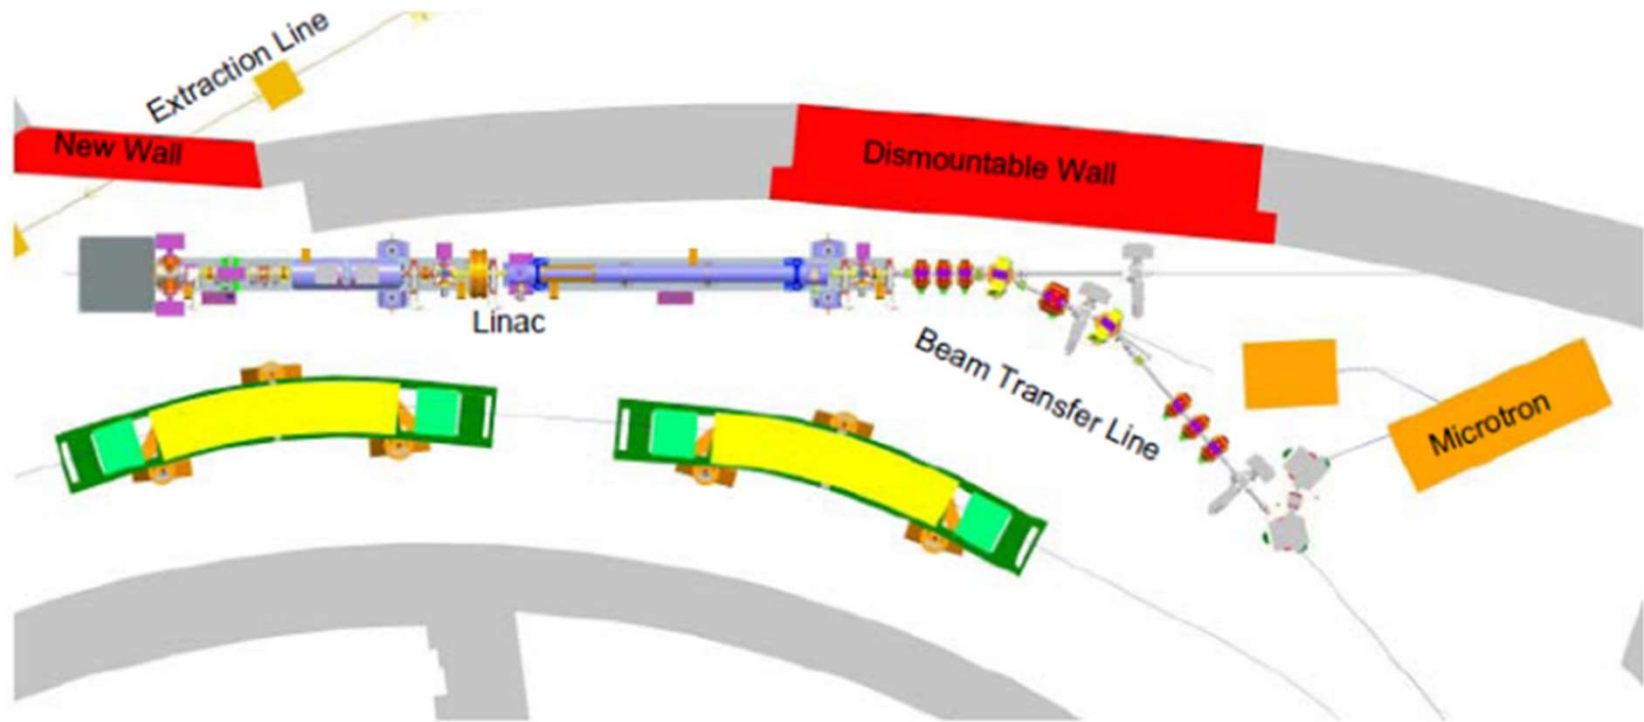 Extraction Line
New Wall
Dismountable Wall
Linac
Beam Transfer Line
Microtron